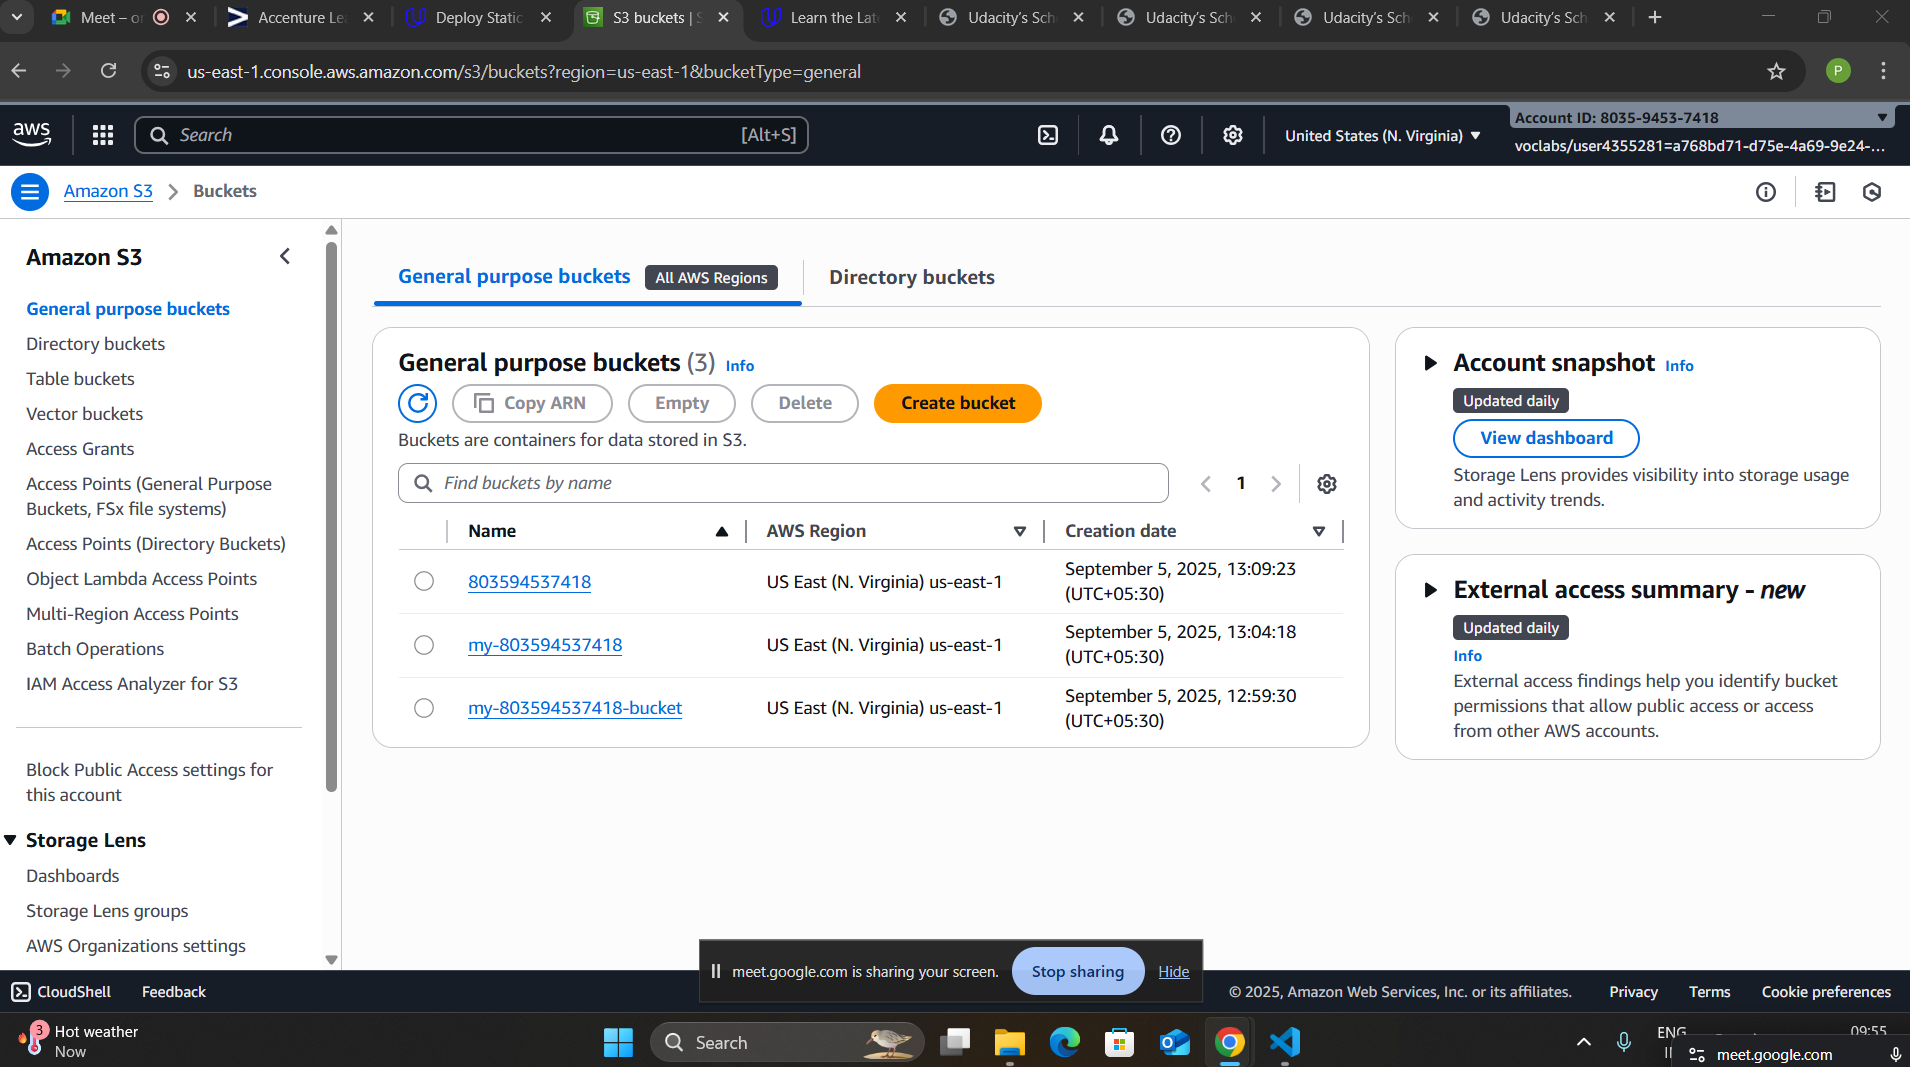 Meet – o
Accenture Le
Deploy Static
S3 buckets | S
Learn the Lat
Udacity's Sch
Udacity's Sch
Udacity's Sch
Udacity's Sch
us-east-1.console.aws.amazon.com/s3/buckets?region=us-east-1&bucketType=general
P
aws
Search
[Alt+S]
United States (N. Virginia)
Account ID: 8035-9453-7418
voclabs/user4355281=a768bd71-d75e-4a69-9e24-...
Amazon S3
Buckets
Amazon S3
General purpose buckets
Directory buckets
Table buckets
Vector buckets
Access Grants
Access Points (General Purpose
Buckets, FSx file systems)
Access Points (Directory Buckets)
Object Lambda Access Points
Multi-Region Access Points
Batch Operations
IAM Access Analyzer for S3
Block Public Access settings for
this account
Storage Lens
Dashboards
Storage Lens groups
AWS Organizations settings
General purpose buckets
All AWS Regions
Directory buckets
General purpose buckets (3) Info
Copy ARN
Empty
Delete
Create bucket
Buckets are containers for data stored in S3.
Find buckets by name
1
Name
AWS Region
Creation date
803594537418
US East (N. Virginia) us-east-1
September 5, 2025, 13:09:23
(UTC+05:30)
my-803594537418
US East (N. Virginia) us-east-1
September 5, 2025, 13:04:18
(UTC+05:30)
my-803594537418-bucket
US East (N. Virginia) us-east-1
September 5, 2025, 12:59:30
(UTC+05:30)
Account snapshot Info
Updated daily
View dashboard
Storage Lens provides visibility into storage usage
and activity trends.
External access summary - new
Updated daily
Info
External access findings help you identify bucket
permissions that allow public access or access
from other AWS accounts.
meet.google.com is sharing your screen.
Stop sharing
Hide
CloudShell
Feedback
© 2025, Amazon Web Services, Inc. or its affiliates.
Privacy
Terms
Cookie preferences
3
Hot weather
Now
Search
ENG
09:55
meet.google.com